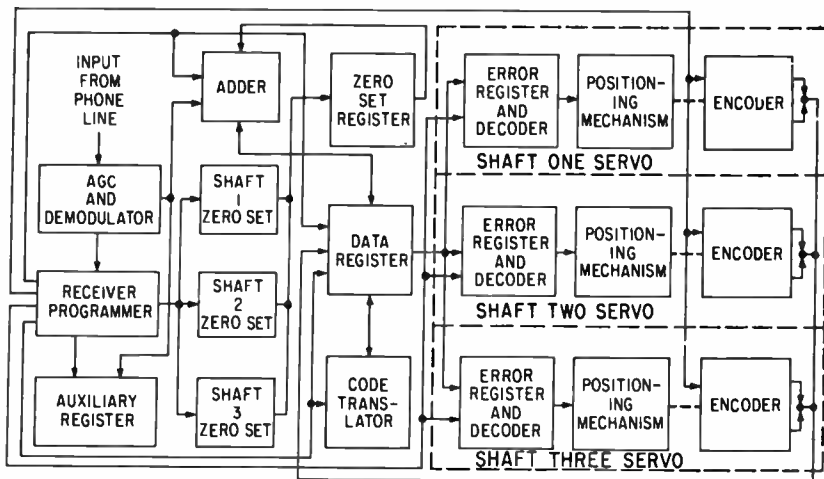 INPUT
FROM
PHONE
LINE
ADDER
ZERO
SET
REGISTER
AGC
AND
DEMODULATOR
SHAFT
1
ZERO SET
RECEIVER
PROGRAMMER
SHAFT
2
ZERO SET
DATA
REGISTER
AUXILIARY
REGISTER
SHAFT
3
ZERO SET
CODE
TRANS-
LATOR
ERROR
REGISTER
AND
DECODER
POSITION-
ING
MECHANISM
ENCODER
SHAFT ONE SERVO
ERROR
REGISTER
AND
DECODER
POSITION-
ING
MECHANISM
ENCODER
SHAFT TWO SERVO
ERROR
REGISTER
AND
DECODER
POSITION-
ING
MECHANISM
ENCODER
SHAFT THREE SERVO